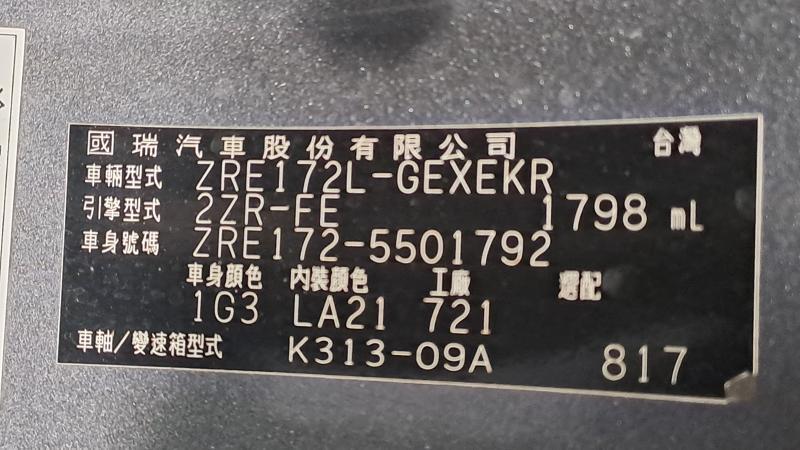 國瑞汽車股份有限公司 台灣
車輛型式 ZRE172L-GEXEKR
引擎型式 2ZR-FE 1798 mL
車身號碼 ZRE172-5501792
車身顏色 內裝顏色 工廠 選配
1G3 LA21 721
車軸/變速箱型式 K313-09A 817